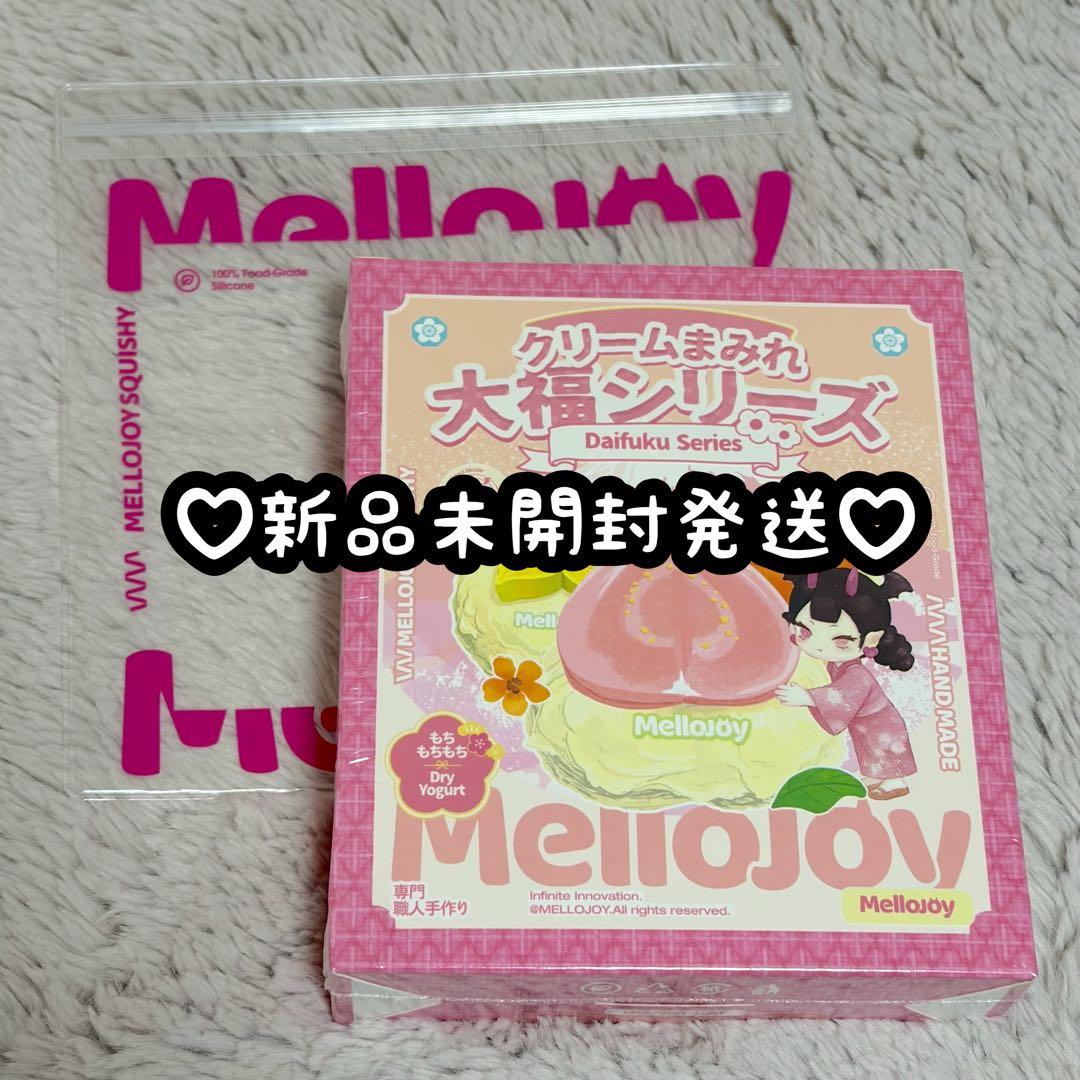 Mellojoy
100% Food-Grade
Silicone
MELLOJOY SQUISHY
クリームまみれ
大福シリーズ
Daifuku Series
♡新品未開封発送♡
MELLOJOY
Mell
Mellojoy
HAND MADE
もち
もちもち
Dry
Yogurt
Mellojoy
専門
職人手作り
Infinite Innovation.
@MELLOJOY.All rights reserved.
Mellojoy